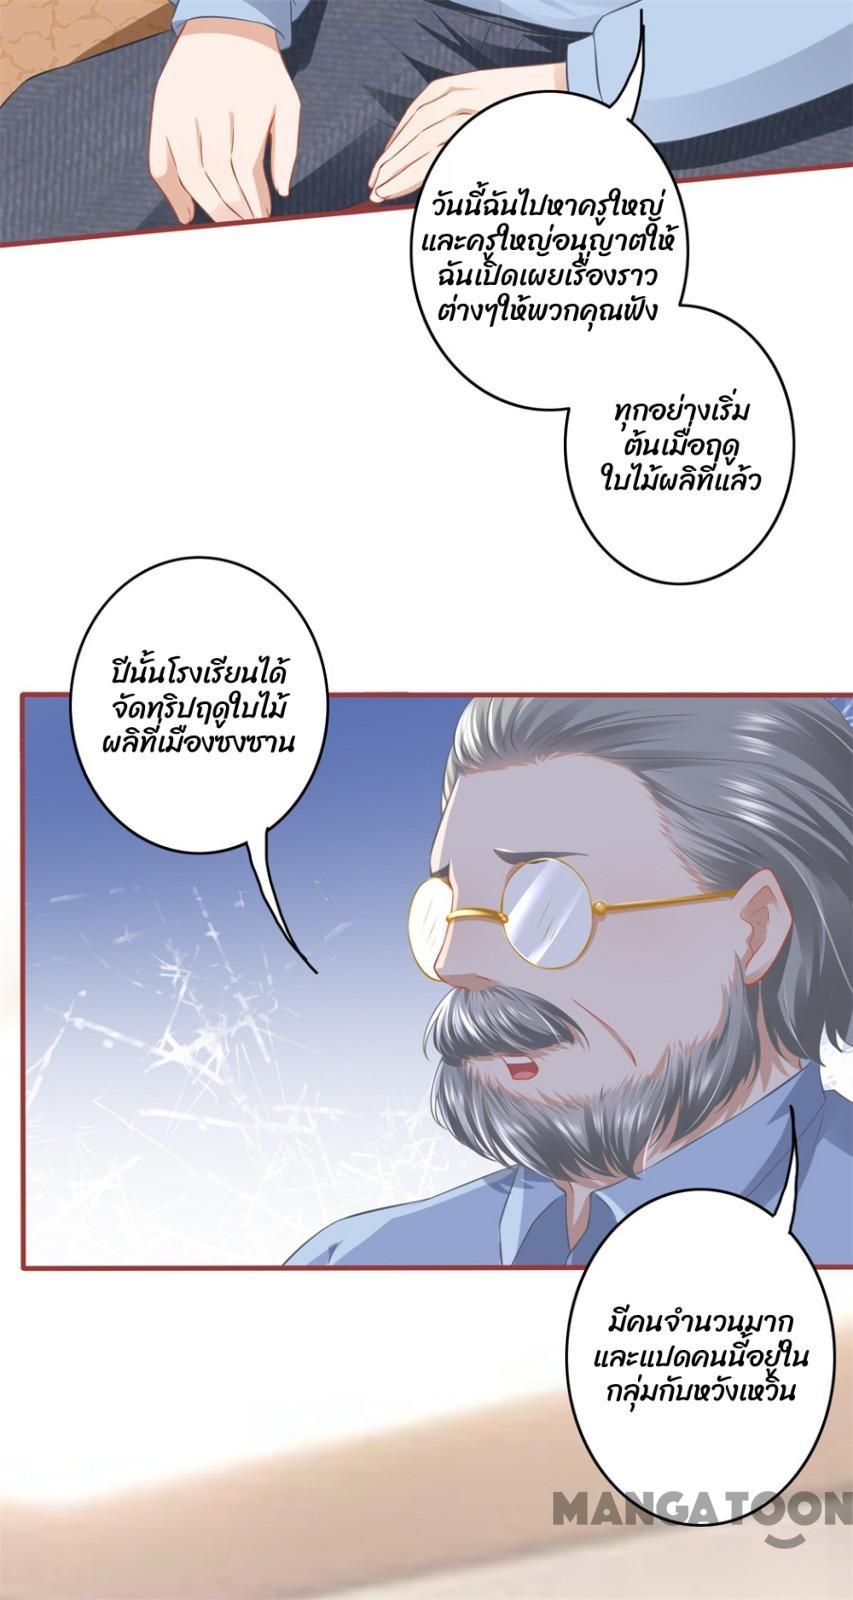 วันนี้ฉันไปหาครูใหญ่
และครูใหญ่อนุญาตให้
ฉันเปิดเผยเรื่องราว
ต่างๆให้พวกคุณฟัง
ทุกอย่างเริ่ม
ต้นเมื่อฤดู
ใบไม้ผลิที่แล้ว
ปีนั้นโรงเรียนได้
จัดทริปฤดูใบไม้
ผลิที่เมืองซงซาน
มีคนจำนวนมาก
และแปดคนนี้อยู่ใน
กลุ่มกับหวังเหวิน
MANGATOON